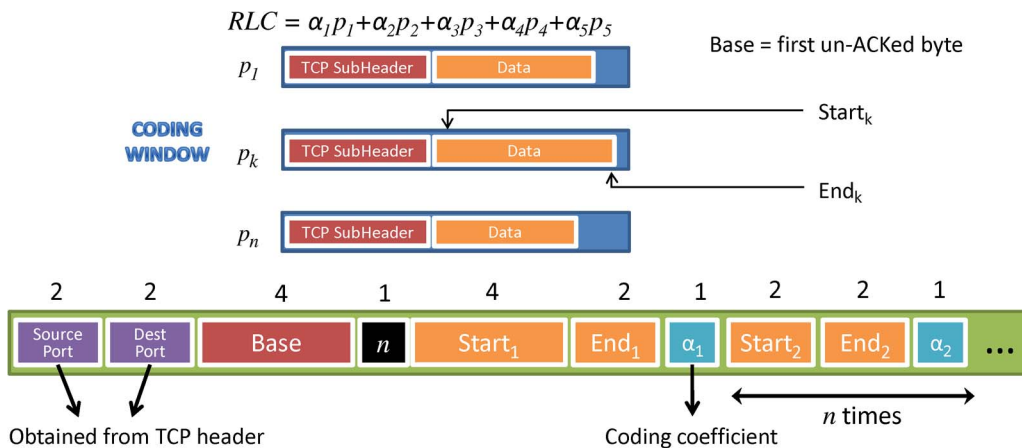 RLC = α₁p₁+α₂p₂+α₃p₃+α₄p₄+α₅p₅
Base = first un-ACKed byte
p₁ TCP SubHeader Data
Startₖ
CODING
WINDOW
pₖ TCP SubHeader Data
Endₖ
pₙ TCP SubHeader Data
2 2 4 1 4 2 1 2 2 1
Source
Port
Dest
Port
Base n Start₁ End₁ α₁ Start₂ End₂ α₂ ...
n times
Obtained from TCP header
Coding coefficient